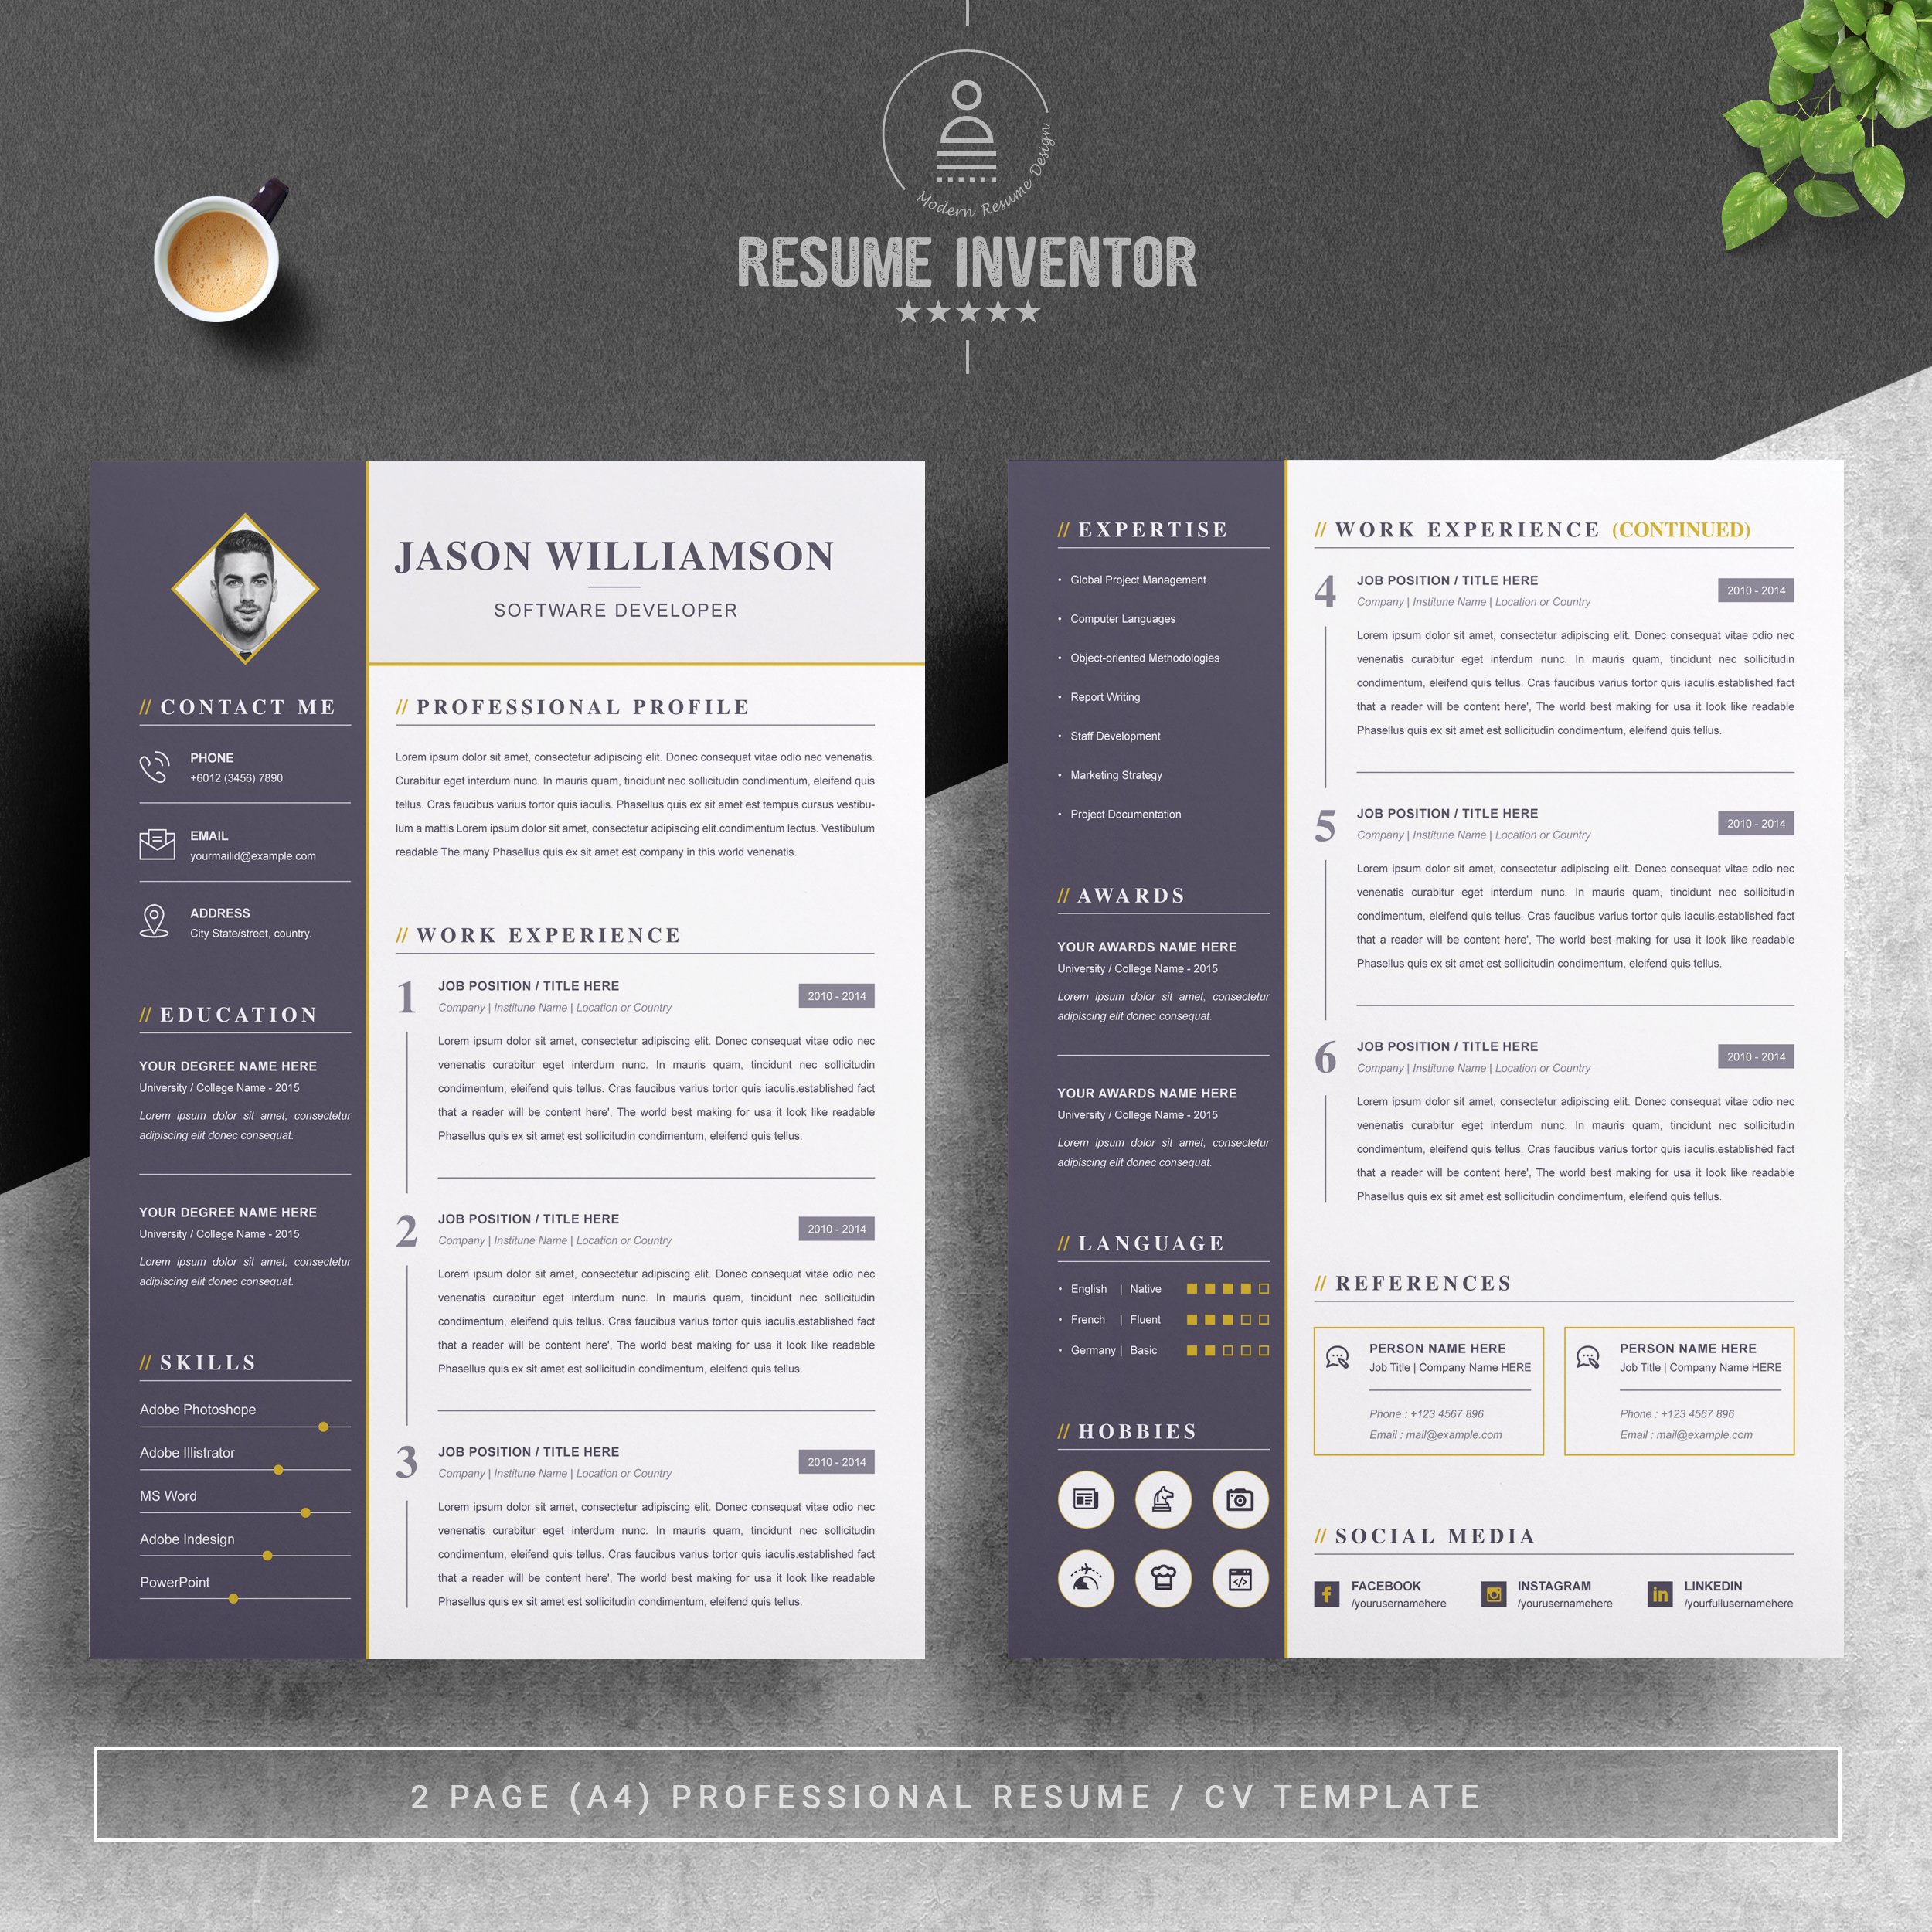 Modern Resume Design
RESUME INVENTOR
JASON WILLIAMSON
SOFTWARE DEVELOPER
// CONTACT ME
PHONE
+6012 (3456) 7890
EMAIL
yourmailid@example.com
ADDRESS
City State/street, country.
// EDUCATION
YOUR DEGREE NAME HERE
University / College Name - 2015
Lorem ipsum dolor sit amet, consectetur
adipiscing elit donec consequat.
YOUR DEGREE NAME HERE
University / College Name - 2015
Lorem ipsum dolor sit amet, consectetur
adipiscing elit donec consequat.
// SKILLS
Adobe Photoshope
Adobe Illistrator
MS Word
Adobe Indesign
PowerPoint
// PROFESSIONAL PROFILE
Lorem ipsum dolor sit amet, consectetur adipiscing elit. Donec consequat vitae odio nec venenatis.
Curabitur eget interdum nunc. In mauris quam, tincidunt nec sollicitudin condimentum, eleifend quis
tellus. Cras faucibus varius tortor quis iaculis. Phasellus quis ex sit amet est tempus cursus vestibu-
lum a mattis Lorem ipsum dolor sit amet, consectetur adipiscing elit.condimentum lectus. Vestibulum
readable The many Phasellus quis ex sit amet est company in this world venenatis.
// WORK EXPERIENCE
1 JOB POSITION / TITLE HERE 2010 - 2014
Company | Institune Name | Location or Country
Lorem ipsum dolor sit amet, consectetur adipiscing elit. Donec consequat vitae odio nec
venenatis curabitur eget interdum nunc. In mauris quam, tincidunt nec sollicitudin
condimentum, eleifend quis tellus. Cras faucibus varius tortor quis iaculis.established fact
that a reader will be content here', The world best making for usa it look like readable
Phasellus quis ex sit amet est sollicitudin condimentum, eleifend quis tellus.
2 JOB POSITION / TITLE HERE 2010 - 2014
Company | Institune Name | Location or Country
Lorem ipsum dolor sit amet, consectetur adipiscing elit. Donec consequat vitae odio nec
venenatis curabitur eget interdum nunc. In mauris quam, tincidunt nec sollicitudin
condimentum, eleifend quis tellus. Cras faucibus varius tortor quis iaculis.established fact
that a reader will be content here', The world best making for usa it look like readable
Phasellus quis ex sit amet est sollicitudin condimentum, eleifend quis tellus.
3 JOB POSITION / TITLE HERE 2010 - 2014
Company | Institune Name | Location or Country
Lorem ipsum dolor sit amet, consectetur adipiscing elit. Donec consequat vitae odio nec
venenatis curabitur eget interdum nunc. In mauris quam, tincidunt nec sollicitudin
condimentum, eleifend quis tellus. Cras faucibus varius tortor quis iaculis.established fact
that a reader will be content here', The world best making for usa it look like readable
Phasellus quis ex sit amet est sollicitudin condimentum, eleifend quis tellus.
// EXPERTISE
• Global Project Management
• Computer Languages
• Object-oriented Methodologies
• Report Writing
• Staff Development
• Marketing Strategy
• Project Documentation
// AWARDS
YOUR AWARDS NAME HERE
University / College Name - 2015
Lorem ipsum dolor sit amet, consectetur
adipiscing elit donec consequat.
YOUR AWARDS NAME HERE
University / College Name - 2015
Lorem ipsum dolor sit amet, consectetur
adipiscing elit donec consequat.
// LANGUAGE
• English | Native
• French | Fluent
• Germany | Basic
// HOBBIES
// WORK EXPERIENCE (CONTINUED)
4 JOB POSITION / TITLE HERE 2010 - 2014
Company | Institune Name | Location or Country
Lorem ipsum dolor sit amet, consectetur adipiscing elit. Donec consequat vitae odio nec
venenatis curabitur eget interdum nunc. In mauris quam, tincidunt nec sollicitudin
condimentum, eleifend quis tellus. Cras faucibus varius tortor quis iaculis.established fact
that a reader will be content here', The world best making for usa it look like readable
Phasellus quis ex sit amet est sollicitudin condimentum, eleifend quis tellus.
5 JOB POSITION / TITLE HERE 2010 - 2014
Company | Institune Name | Location or Country
Lorem ipsum dolor sit amet, consectetur adipiscing elit. Donec consequat vitae odio nec
venenatis curabitur eget interdum nunc. In mauris quam, tincidunt nec sollicitudin
condimentum, eleifend quis tellus. Cras faucibus varius tortor quis iaculis.established fact
that a reader will be content here', The world best making for usa it look like readable
Phasellus quis ex sit amet est sollicitudin condimentum, eleifend quis tellus.
6 JOB POSITION / TITLE HERE 2010 - 2014
Company | Institune Name | Location or Country
Lorem ipsum dolor sit amet, consectetur adipiscing elit. Donec consequat vitae odio nec
venenatis curabitur eget interdum nunc. In mauris quam, tincidunt nec sollicitudin
condimentum, eleifend quis tellus. Cras faucibus varius tortor quis iaculis.established fact
that a reader will be content here', The world best making for usa it look like readable
Phasellus quis ex sit amet est sollicitudin condimentum, eleifend quis tellus.
// REFERENCES
PERSON NAME HERE
Job Title | Company Name HERE
Phone : +123 4567 896
Email : mail@example.com
PERSON NAME HERE
Job Title | Company Name HERE
Phone : +123 4567 896
Email : mail@example.com
// SOCIAL MEDIA
FACEBOOK
/yourusernamehere
INSTAGRAM
/yourusernamehere
LINKEDIN
/yourfullusernamehere
2 PAGE (A4) PROFESSIONAL RESUME / CV TEMPLATE